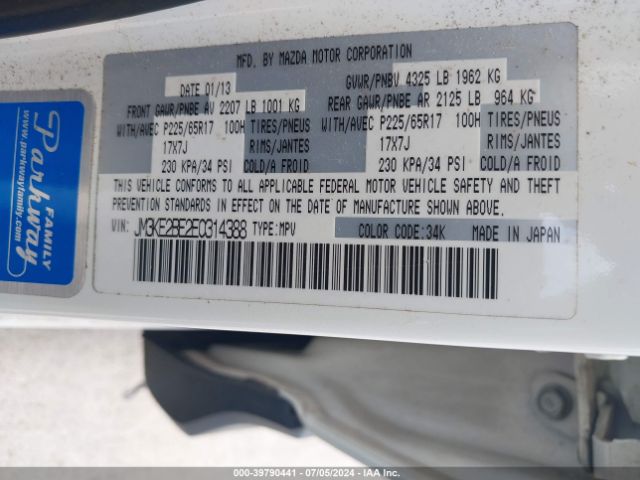 MFD. BY MAZDA MOTOR CORPORATION
DATE 01/13 GVWR/PNBV 4325 LB 1962 KG
FRONT GAWR/PNBE AV 2207 LB 1001 KG REAR GAWR/PNBE AR 2125 LB 964 KG
WITH/AVEC P225/65R17 100H TIRES/PNEUS WITH/AVEC P225/65R17 100H TIRES/PNEUS
17X7J RIMS/JANTES 17X7J RIMS/JANTES
230 KPA/34 PSI COLD/A FROID 230 KPA/34 PSI COLD/A FROID
THIS VEHICLE CONFORMS TO ALL APPLICABLE FEDERAL MOTOR VEHICLE SAFETY AND THEFT
PREVENTION STANDARDS IN EFFECT ON THE DATE OF MANUFACTURE SHOWN ABOVE.
VIN: JM3KE2BE2E0314388 TYPE:MPV COLOR CODE:34K MADE IN JAPAN
Parkway
FAMILY
www.parkwayfamily.com
000-39790441 - 07/05/2024 - IAAI.com